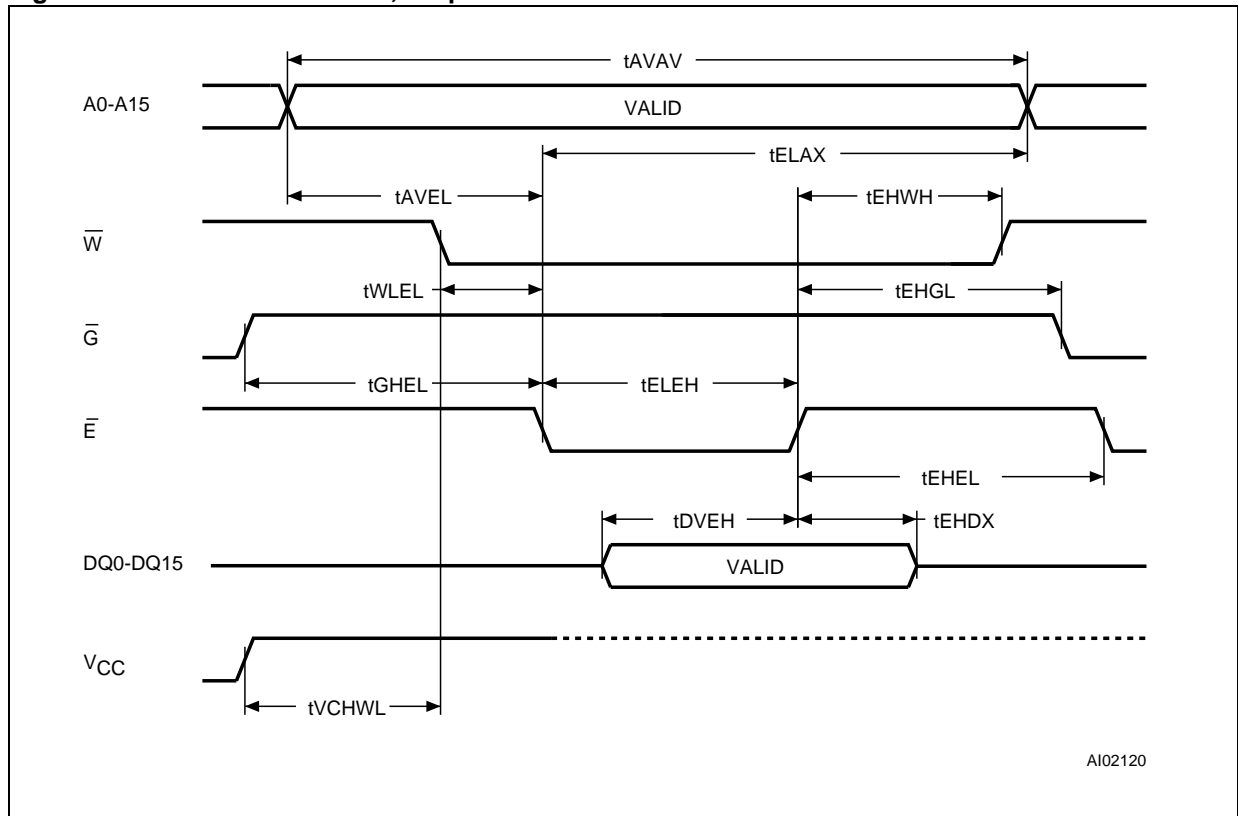 tAVAV
A0-A15
VALID
tELAX
tAVEL
tEHWH
W̅
tWLEL
tEHGL
G̅
tGHEL
tELEH
E̅
tEHEL
tDVEH
tEHDX
DQ0-DQ15
VALID
VCC
tVCHWL
AI02120